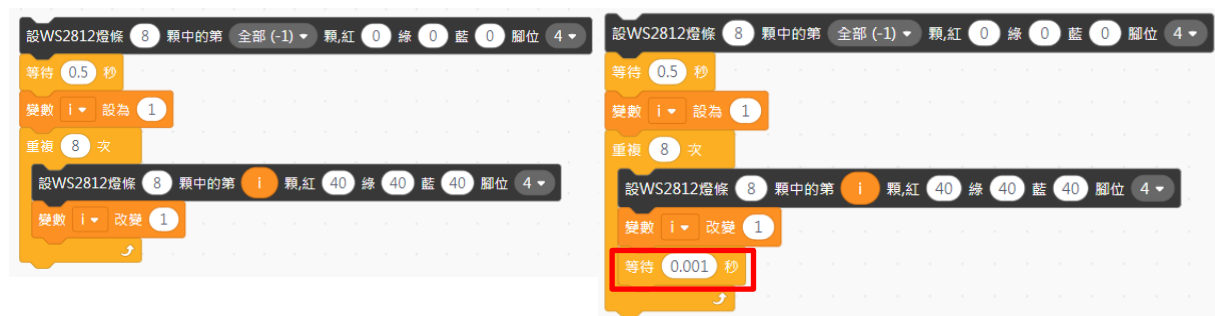 設WS2812燈條 8 顆中的第 全部 (-1) 顆,紅 0 綠 0 藍 0 腳位 4
等待 0.5 秒
變數 i 設為 1
重複 8 次
設WS2812燈條 8 顆中的第 i 顆,紅 40 綠 40 藍 40 腳位 4
變數 i 改變 1
設WS2812燈條 8 顆中的第 全部 (-1) 顆,紅 0 綠 0 藍 0 腳位 4
等待 0.5 秒
變數 i 設為 1
重複 8 次
設WS2812燈條 8 顆中的第 i 顆,紅 40 綠 40 藍 40 腳位 4
變數 i 改變 1
等待 0.001 秒